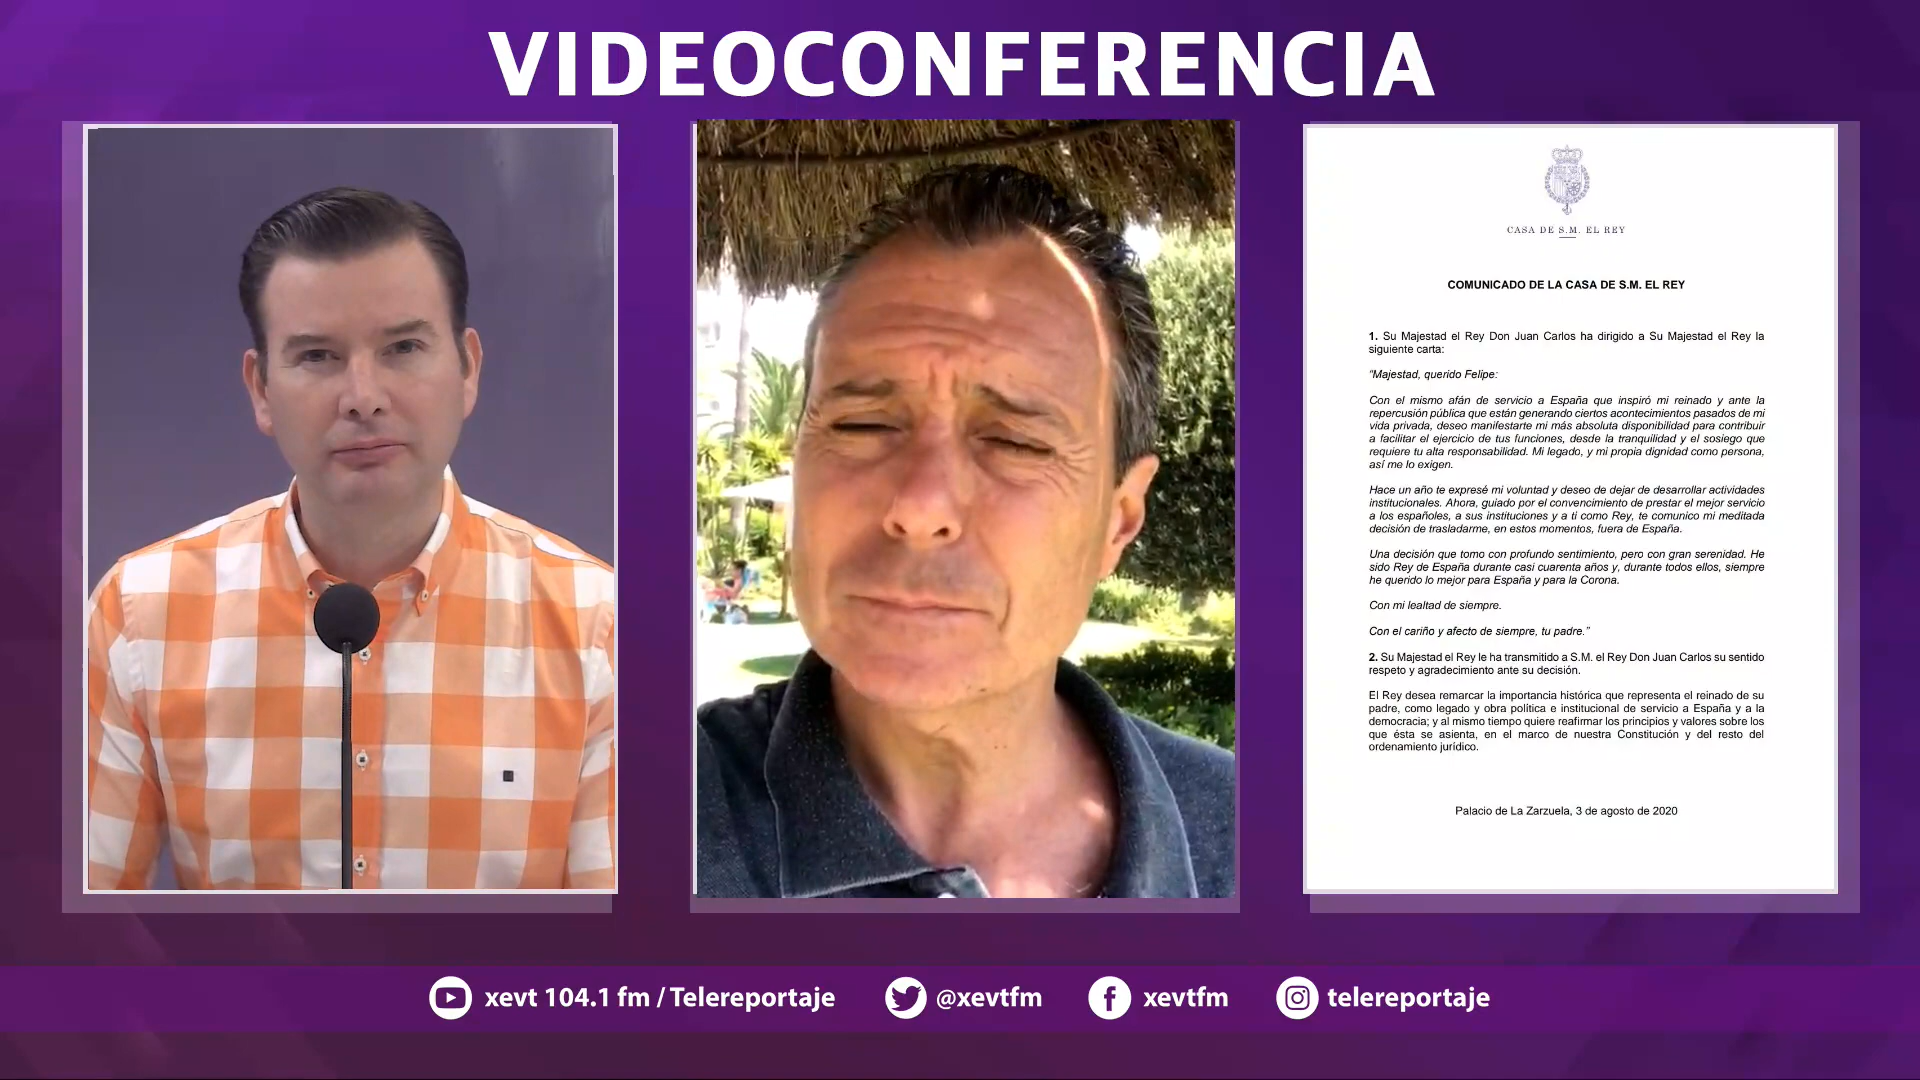 VIDEOCONFERENCIA
CASA DE S.M. EL REY
COMUNICADO DE LA CASA DE S.M. EL REY
1. Su Majestad el Rey Don Juan Carlos ha dirigido a Su Majestad el Rey la
siguiente carta:
"Majestad, querido Felipe:
Con el mismo afán de servicio a España que inspiró mi reinado y ante la
repercusión pública que están generando ciertos acontecimientos pasados de mi
vida privada, deseo manifestarte mi más absoluta disponibilidad para contribuir
a facilitar el ejercicio de tus funciones, desde la tranquilidad y el sosiego que
requiere tu alta responsabilidad. Mi legado, y mi propia dignidad como persona,
así me lo exigen.
Hace un año te expresé mi voluntad y deseo de dejar de desarrollar actividades
institucionales. Ahora, guiado por el convencimiento de prestar el mejor servicio
a los españoles, a sus instituciones y a ti como Rey, te comunico mi meditada
decisión de trasladarme, en estos momentos, fuera de España.
Una decisión que tomo con profundo sentimiento, pero con gran serenidad. He
sido Rey de España durante casi cuarenta años y, durante todos ellos, siempre
he querido lo mejor para España y para la Corona.
Con mi lealtad de siempre.
Con el cariño y afecto de siempre, tu padre."
2. Su Majestad el Rey le ha transmitido a S.M. el Rey Don Juan Carlos su sentido
respeto y agradecimiento ante su decisión.
El Rey desea remarcar la importancia histórica que representa el reinado de su
padre, como legado y obra política e institucional de servicio a España y a la
democracia; y al mismo tiempo quiere reafirmar los principios y valores sobre los
que ésta se asienta, en el marco de nuestra Constitución y del resto del
ordenamiento jurídico.
Palacio de La Zarzuela, 3 de agosto de 2020
xevt 104.1 fm / Telereportaje @xevtfm xevtfm telereportaje